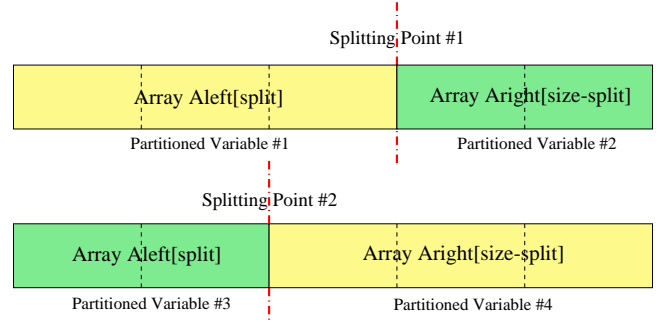 Splitting Point #1
Array Aleft[split] Array Aright[size-split]
Partitioned Variable #1 Partitioned Variable #2
Splitting Point #2
Array Aleft[split] Array Aright[size-split]
Partitioned Variable #3 Partitioned Variable #4